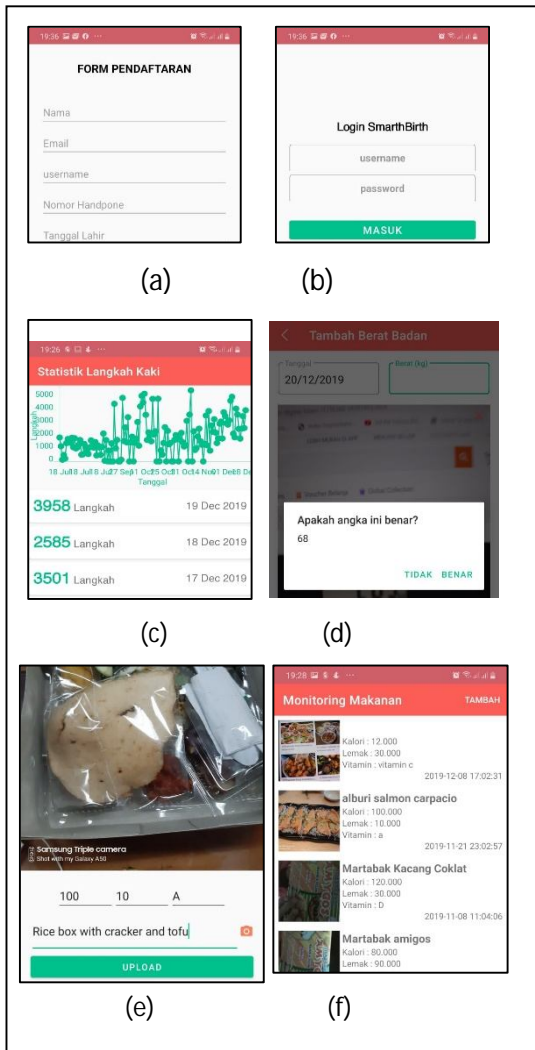 19:36
FORM PENDAFTARAN
Nama
Email
username
Nomor Handpone
Tanggal Lahir
(a)
19:36
Login SmarthBirth
username
password
MASUK
(b)
19:26
Statistik Langkah Kaki
5000
4000
3000
2000
1000
0
Langkah
Tanggal
3958 Langkah 19 Dec 2019
2585 Langkah 18 Dec 2019
3501 Langkah 17 Dec 2019
(c)
Tambah Berat Badan
Tanggal
20/12/2019
Berat (kg)
Apakah angka ini benar?
68
TIDAK BENAR
(d)
Samsung Triple camera
Shot with my Galaxy A50
100 10 A
Rice box with cracker and tofu
UPLOAD
(e)
19:28
Monitoring Makanan TAMBAH
Kalori : 12.000
Lemak : 30.000
Vitamin : vitamin c
2019-12-08 17:02:31
alburi salmon carpacio
Kalori : 100.000
Lemak : 10.000
Vitamin : a
2019-11-21 23:02:57
Martabak Kacang Coklat
Kalori : 120.000
Lemak : 30.000
Vitamin : D
2019-11-08 11:04:06
Martabak amigos
Kalori : 80.000
Lemak : 90.000
(f)